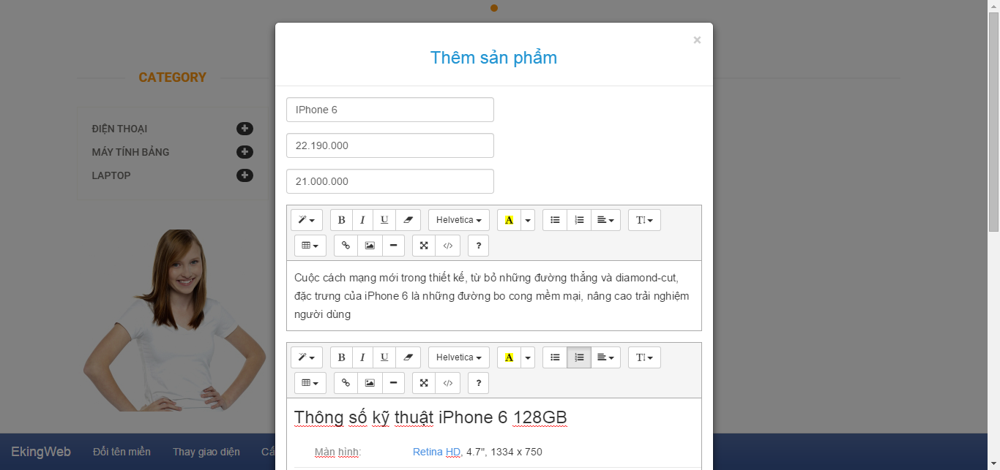 ×
Thêm sản phẩm
CATEGORY
IPhone 6
ĐIỆN THOẠI
22.190.000
MÁY TÍNH BẢNG
LAPTOP
21.000.000
B I U Helvetica A T
</> ?
Cuộc cách mạng mới trong thiết kế, từ bỏ những đường thẳng và diamond-cut,
đặc trưng của iPhone 6 là những đường bo cong mềm mại, nâng cao trải nghiệm
người dùng
B I U Helvetica A T
</> ?
Thông số kỹ thuật iPhone 6 128GB
Màn hình: Retina HD, 4.7", 1334 x 750
EkingWeb Đổi tên miền Thay giao diện Cấ